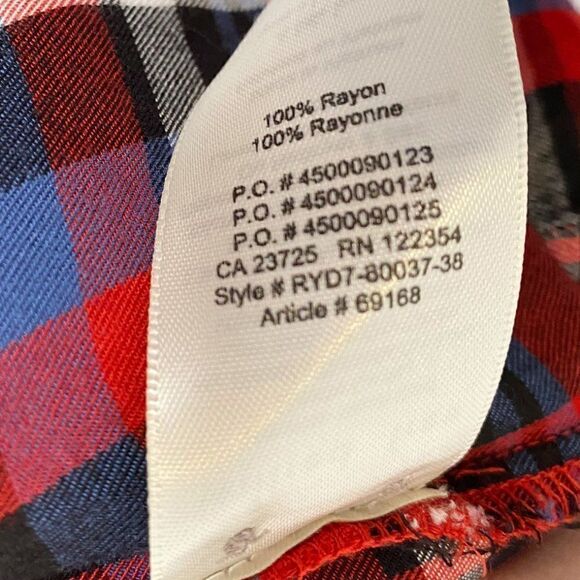 100% Rayon
100% Rayonne
P.O. # 4500090123
P.O. # 4500090124
P.O. # 4500090125
CA 23725 RN 122354
Style # RYD7-80037-38
Article # 69168